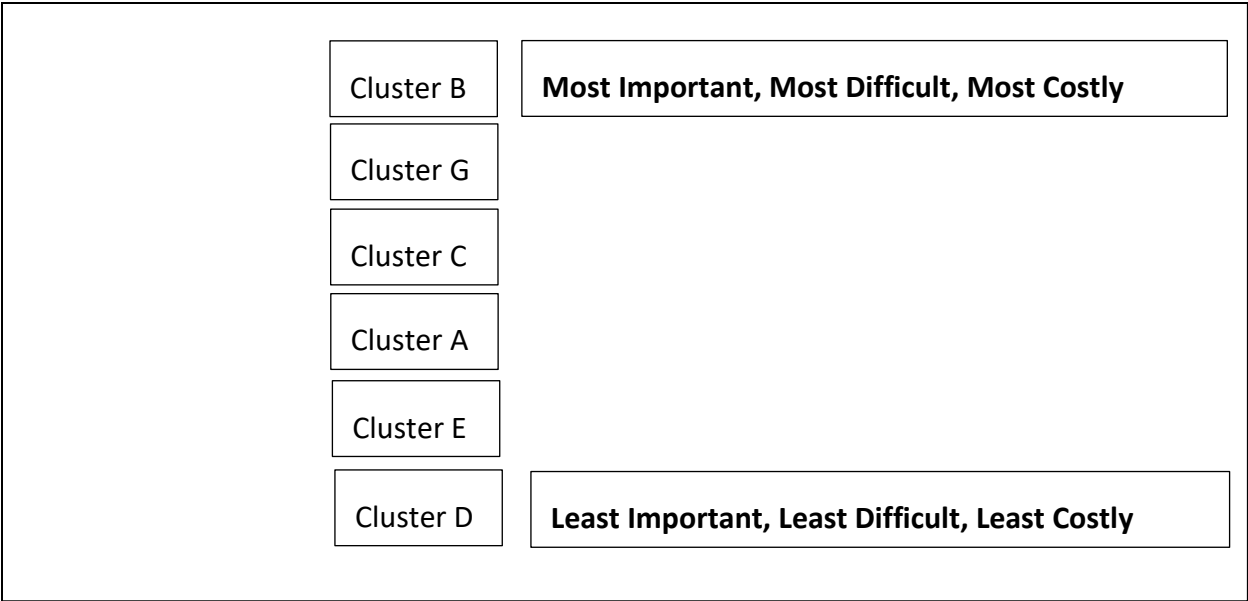 Cluster B
Most Important, Most Difficult, Most Costly
Cluster G
Cluster C
Cluster A
Cluster E
Cluster D
Least Important, Least Difficult, Least Costly